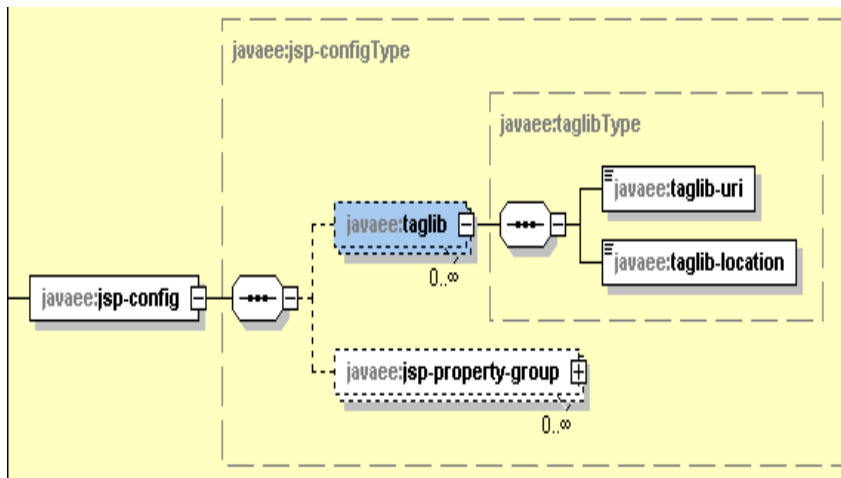 javaee:jsp-configType
javaee:taglibType
javaee:taglib-uri
javaee:taglib
0..∞
javaee:taglib-location
javaee:jsp-config
javaee:jsp-property-group
0..∞